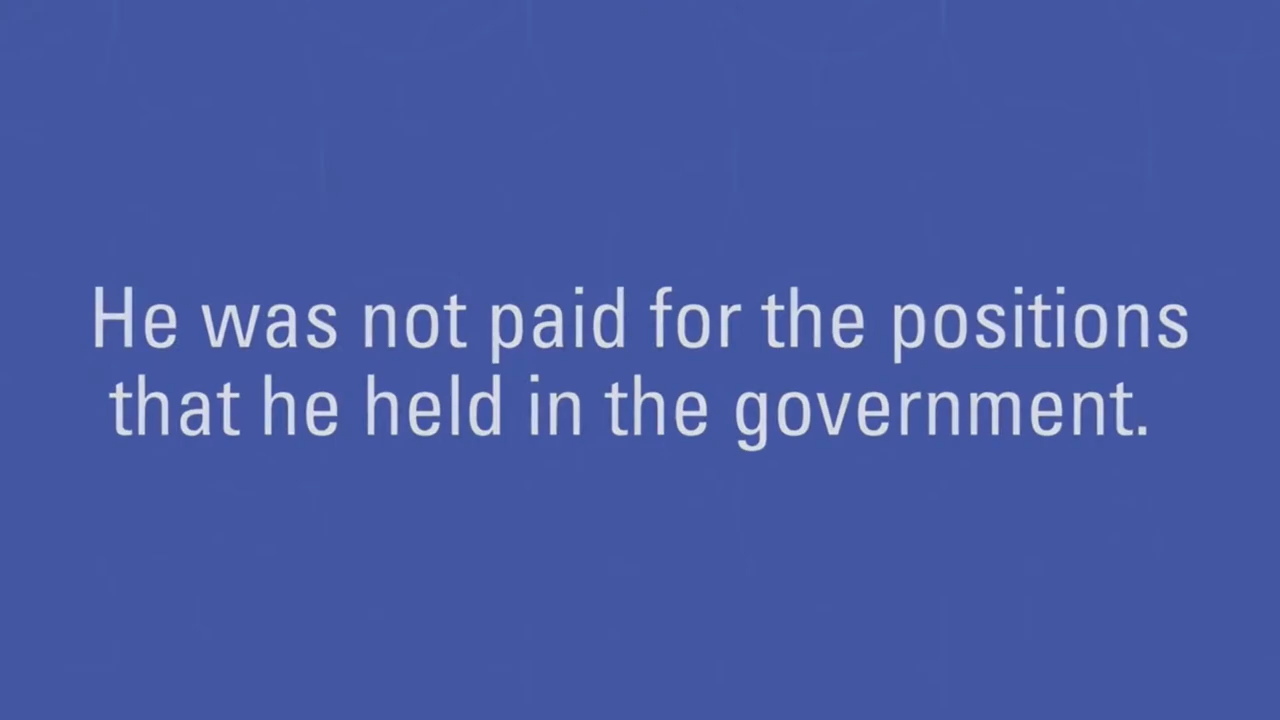 He was not paid for the positions
that he held in the government.